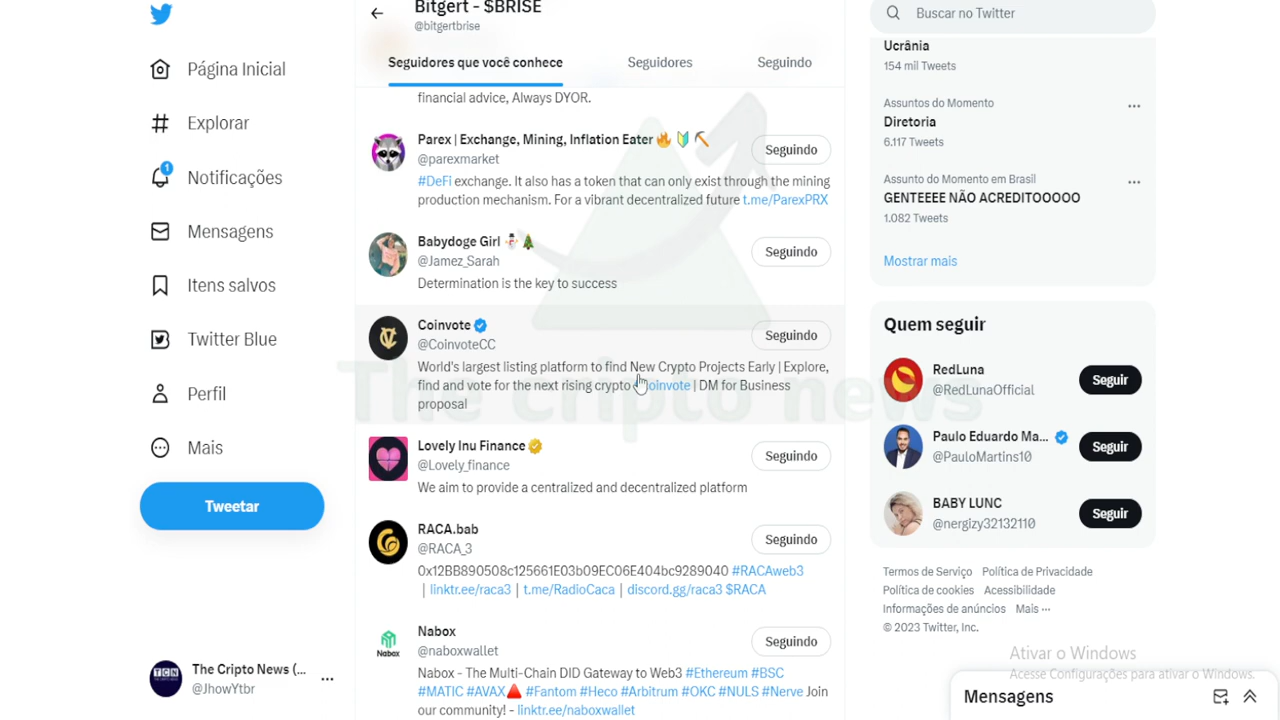 Bitgert - $BRISE
@bitgertbrise
Seguidores que você conhece
Seguidores
Seguindo
Página Inicial
Explorar
1
Notificações
Mensagens
Itens salvos
Twitter Blue
Perfil
Mais
Tweetar
The Cripto News (...
@JhowYtbr
TCN
financial advice, Always DYOR.
Parex | Exchange, Mining, Inflation Eater
@parexmarket
Seguindo
#DeFi exchange. It also has a token that can only exist through the mining
production mechanism. For a vibrant decentralized future t.me/ParexPRX
Babydoge Girl
@Jamez_Sarah
Seguindo
Determination is the key to success
Coinvote
@CoinvoteCC
Seguindo
World's largest listing platform to find New Crypto Projects Early | Explore,
find and vote for the next rising crypto | DM for Business
proposal
The cripto news
Lovely Inu Finance
@Lovely_finance
Seguindo
We aim to provide a centralized and decentralized platform
RACA.bab
@RACA_3
Seguindo
0x12BB890508c125661E03b09EC06E404bc9289040 #RACAweb3
| linktr.ee/raca3 | t.me/RadioCaca | discord.gg/raca3 $RACA
Nabox
Nabox
@naboxwallet
Seguindo
Nabox - The Multi-Chain DID Gateway to Web3 #Ethereum #BSC
#MATIC #AVAX #Fantom #Heco #Arbitrum #OKC #NULS #Nerve Join
our community! - linktr.ee/naboxwallet
Buscar no Twitter
Ucrânia
154 mil Tweets
Assuntos do Momento
Diretoria
6.117 Tweets
Assunto do Momento em Brasil
GENTEEEE NÃO ACREDITOOOOO
1.082 Tweets
Mostrar mais
Quem seguir
RedLuna
@RedLunaOfficial
Seguir
Paulo Eduardo Ma...
@PauloMartins10
Seguir
BABY LUNC
@nergizy32132110
Seguir
Termos de Serviço Política de Privacidade
Política de cookies Acessibilidade
Informações de anúncios Mais ...
© 2023 Twitter, Inc.
Ativar o Windows
Acesse Configurações para ativar o Windows.
Mensagens